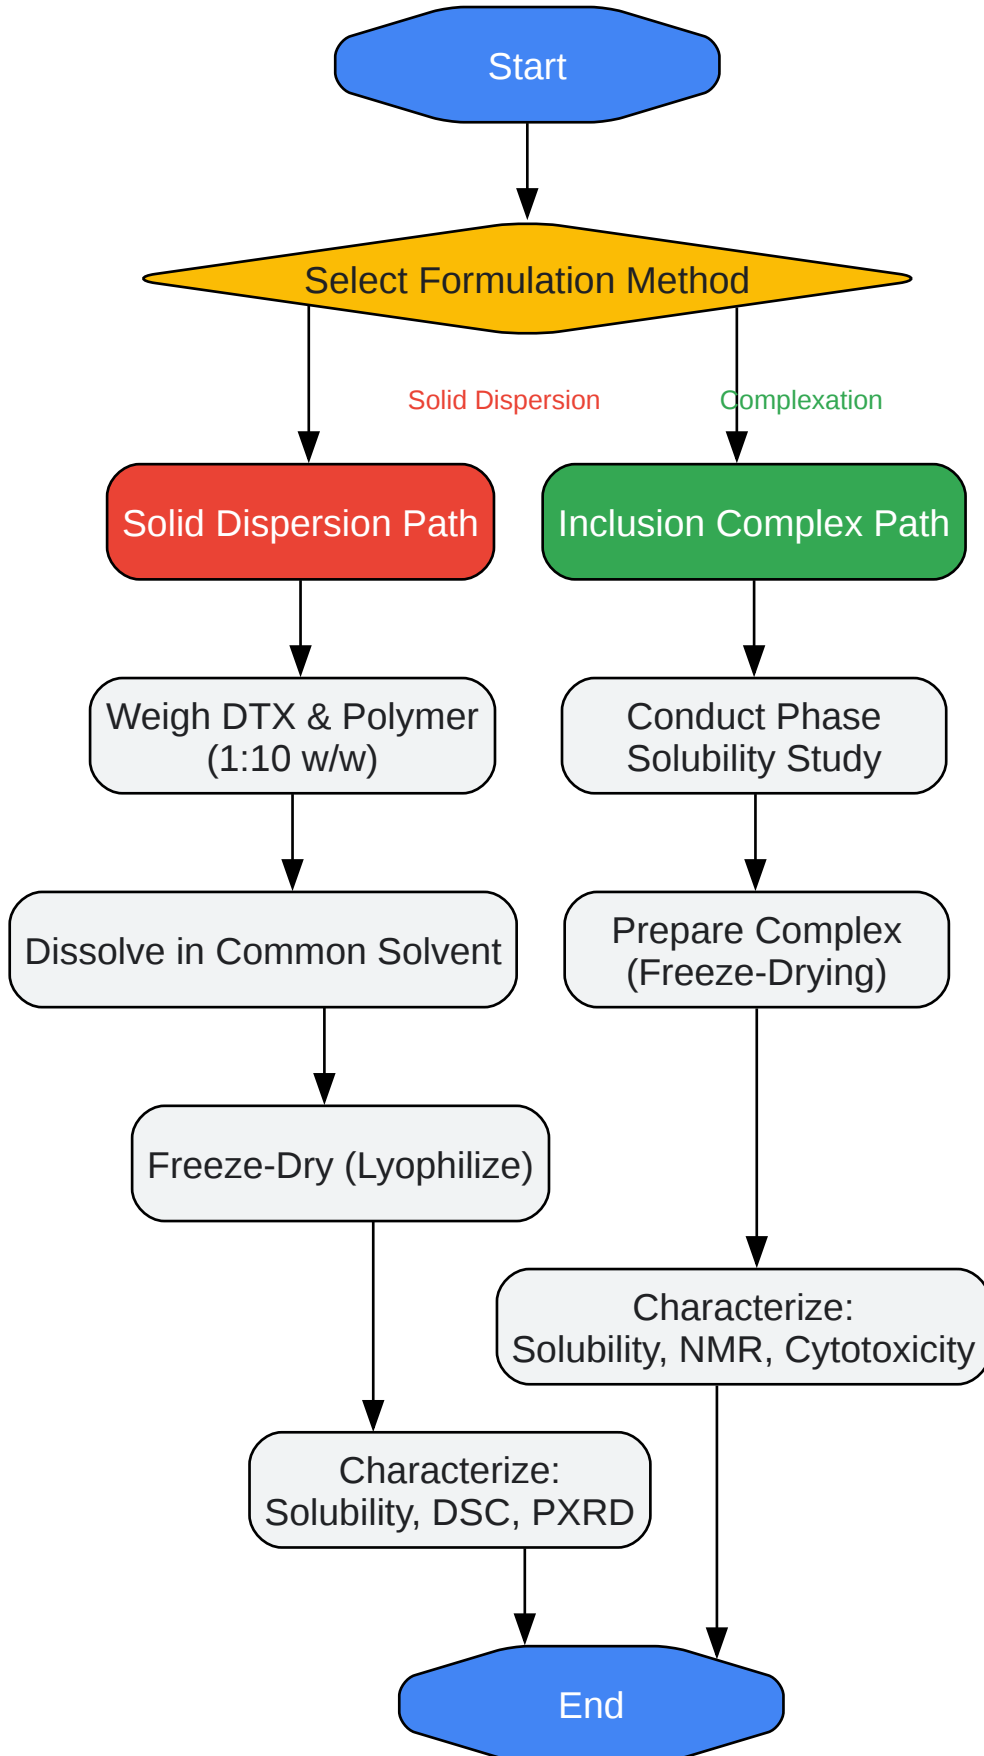 Start
Select Formulation Method
Solid Dispersion
Complexation
Solid Dispersion Path
Inclusion Complex Path
Weigh DTX & Polymer
(1:10 w/w)
Conduct Phase
Solubility Study
Dissolve in Common Solvent
Prepare Complex
(Freeze-Drying)
Freeze-Dry (Lyophilize)
Characterize:
Solubility, NMR, Cytotoxicity
Characterize:
Solubility, DSC, PXRD
End